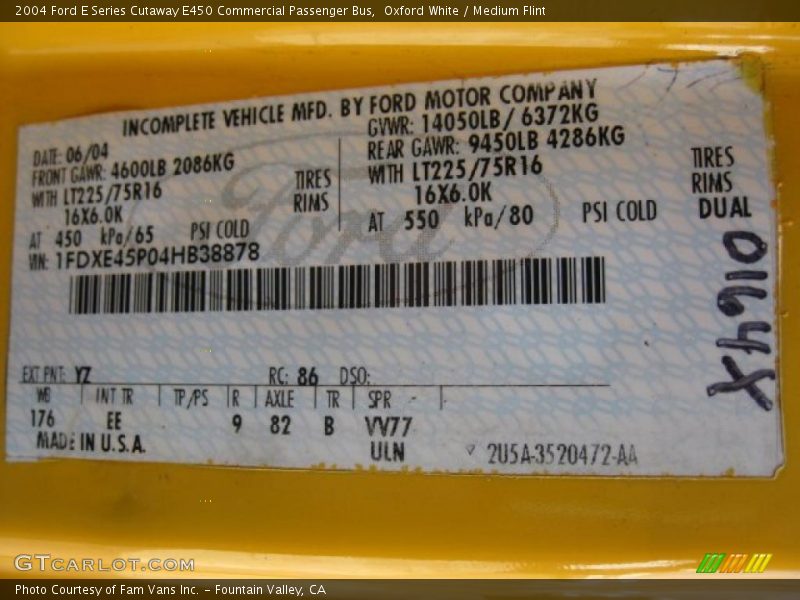 2004 Ford E Series Cutaway E450 Commercial Passenger Bus,  Oxford White / Medium Flint
INCOMPLETE VEHICLE MFD. BY FORD MOTOR COMPANY
DATE: 06/04
GVWR: 14050LB/ 6372KG
FRONT GAWR: 4600LB 2086KG
REAR GAWR: 9450LB 4286KG
WITH LT225/75R16 TIRES
WITH LT225/75R16 TIRES
16X6.0K RIMS
16X6.0K RIMS
AT 450 kPa/65 PSI COLD
AT 550 kPa/80 PSI COLD DUAL
VIN: 1FDXE45P04HB38878
Ford
X4910
EXT PNT: YZ RC: 86 DSO:
WB INT TR TP/PS R AXLE TR SPR
176 EE 9 82 B VV77
MADE IN U.S.A. ULN
2U5A-3520472-AA
GTCARLOT.COM
Photo Courtesy of Fam Vans Inc. - Fountain Valley, CA